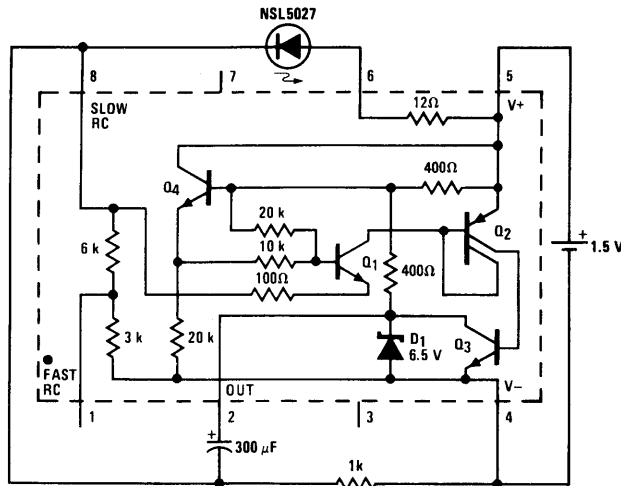 NSL5027
8
7
6
5
SLOW
RC
12Ω
V+
Q4
400Ω
Q2
20 k
6 k
10 k
Q1
400Ω
+
1.5 V
100Ω
3 k
20 k
D1
6.5 V
Q3
FAST
RC
OUT
V−
1
2
3
4
+
300 μF
1k